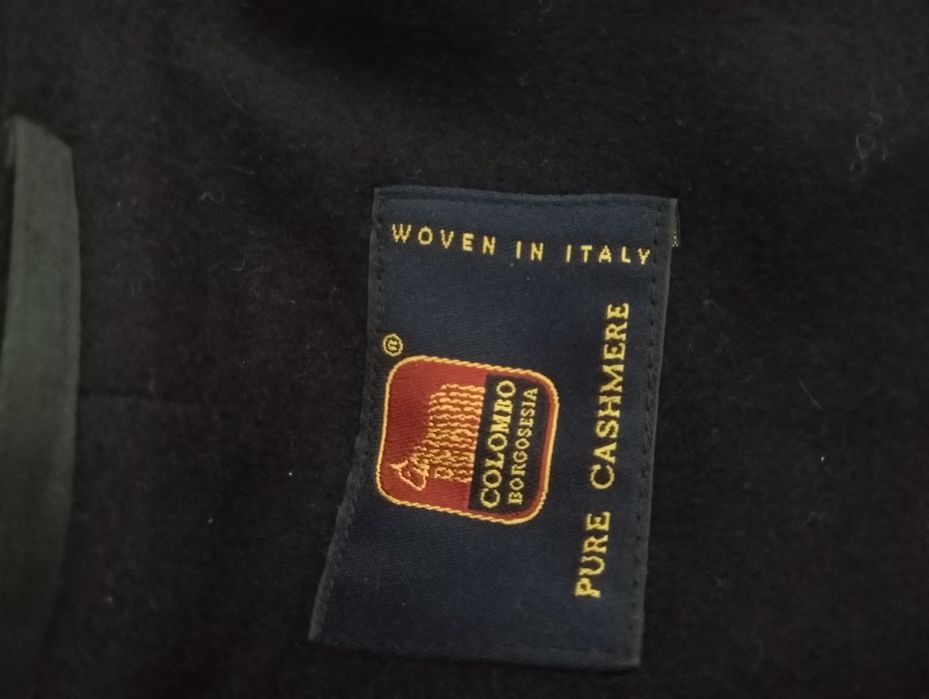 WOVEN IN ITALY
®
COLOMBO
BORGOSESIA
PURE CASHMERE